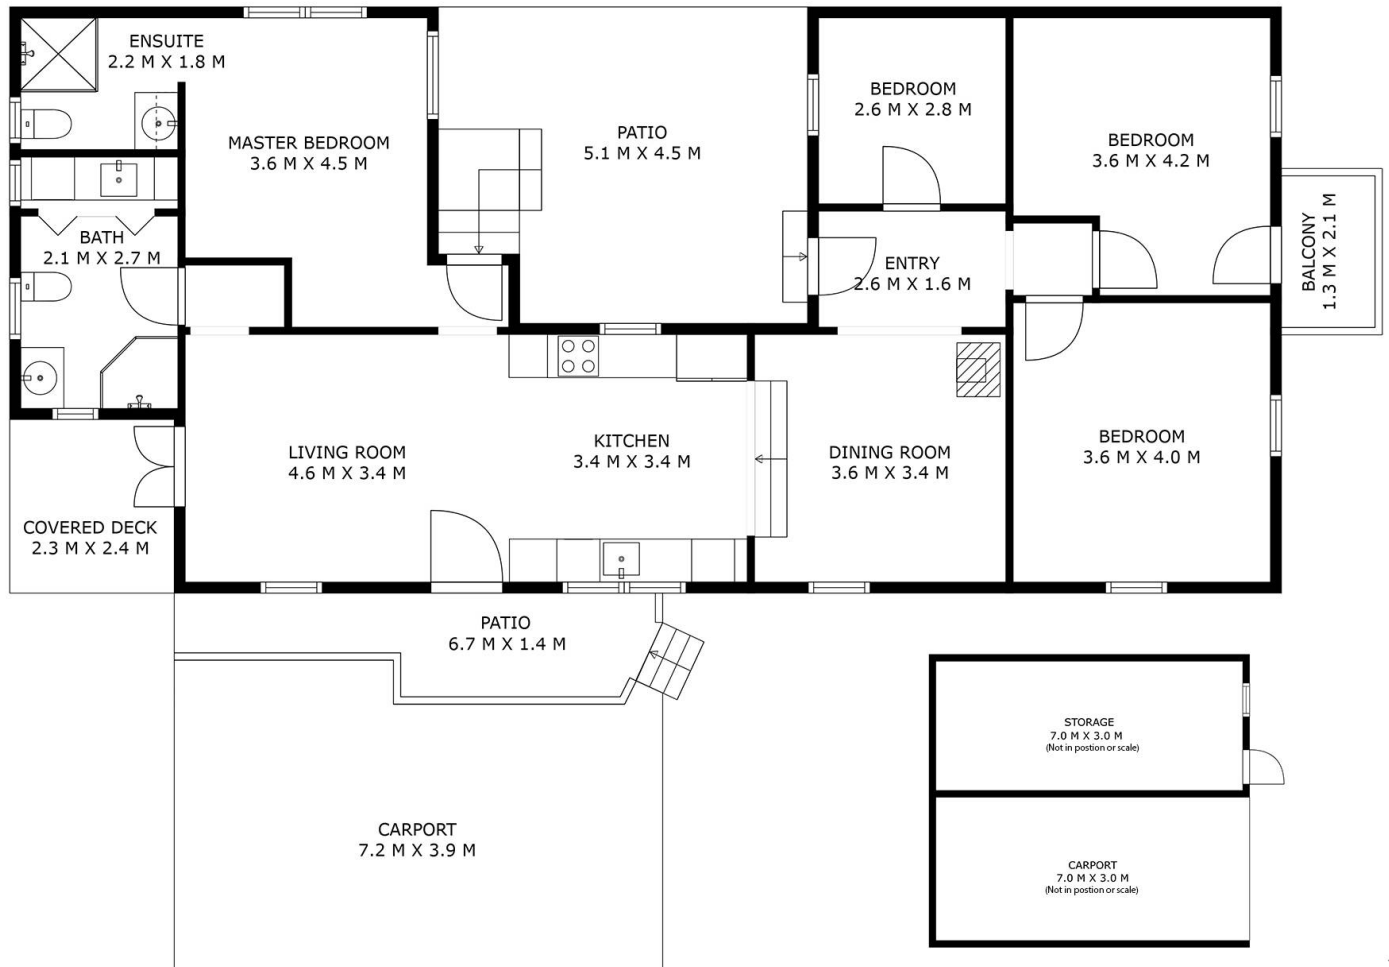 ENSUITE
2.2 M X 1.8 M
MASTER BEDROOM
3.6 M X 4.5 M
PATIO
5.1 M X 4.5 M
BEDROOM
2.6 M X 2.8 M
BEDROOM
3.6 M X 4.2 M
BALCONY
1.3 M X 2.1 M
BATH
2.1 M X 2.7 M
ENTRY
2.6 M X 1.6 M
LIVING ROOM
4.6 M X 3.4 M
KITCHEN
3.4 M X 3.4 M
DINING ROOM
3.6 M X 3.4 M
BEDROOM
3.6 M X 4.0 M
COVERED DECK
2.3 M X 2.4 M
PATIO
6.7 M X 1.4 M
CARPORT
7.2 M X 3.9 M
STORAGE
7.0 M X 3.0 M
(Not in postion or scale)
CARPORT
7.0 M X 3.0 M
(Not in postion or scale)